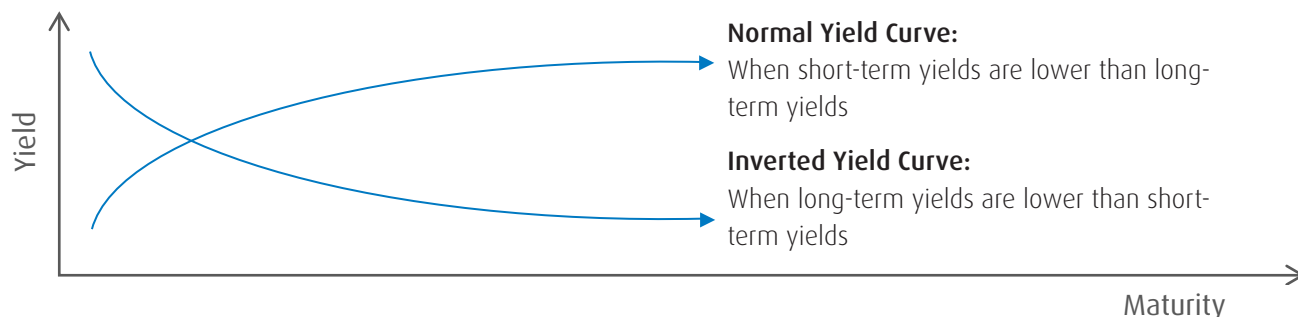 Normal Yield Curve:
When short-term yields are lower than long-
term yields
Yield
Inverted Yield Curve:
When long-term yields are lower than short-
term yields
Maturity